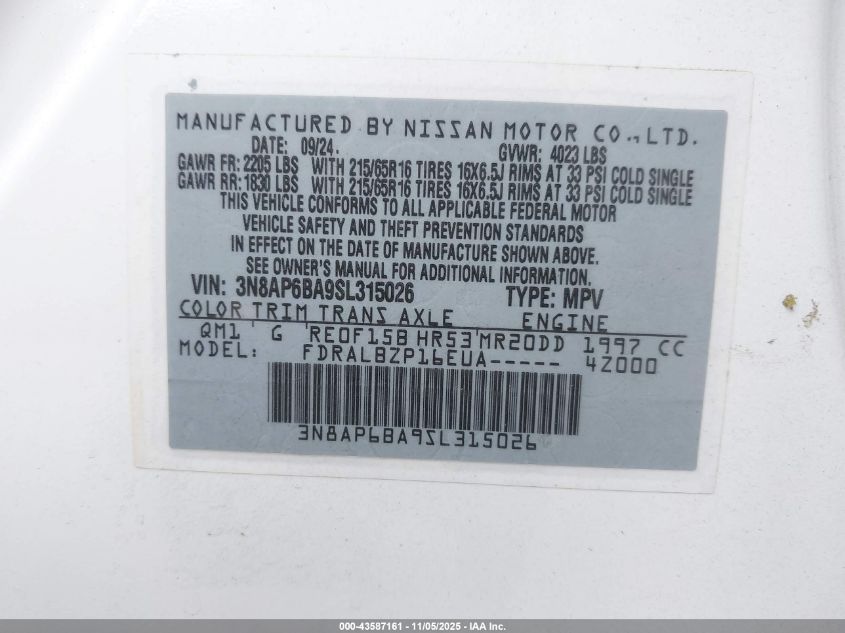 MANUFACTURED BY NISSAN MOTOR CO., LTD.
DATE: 09/24. GVWR: 4023 LBS
GAWR FR: 2205 LBS WITH 215/65R16 TIRES 16X6.5J RIMS AT 33 PSI COLD SINGLE
GAWR RR: 1830 LBS WITH 215/65R16 TIRES 16X6.5J RIMS AT 33 PSI COLD SINGLE
THIS VEHICLE CONFORMS TO ALL APPLICABLE FEDERAL MOTOR
VEHICLE SAFETY AND THEFT PREVENTION STANDARDS
IN EFFECT ON THE DATE OF MANUFACTURE SHOWN ABOVE.
SEE OWNER'S MANUAL FOR ADDITIONAL INFORMATION.
VIN: 3N8AP6BA9SL315026 TYPE: MPV
COLOR TRIM TRANS AXLE ENGINE
QM1 G RE0F15B HR53 MR20DD 1997 CC
MODEL: FDRALBZP16EUA----- 4Z000
3N8AP6BA9SL315026
000-43587161 - 11/05/2025 - IAA Inc.